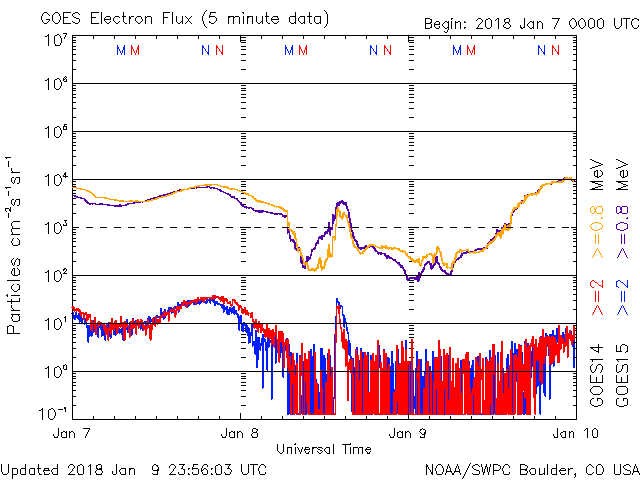 GOES Electron Flux (5 minute data)
Begin: 2018 Jan 7 0000 UTC
10⁷
M M N N M M N N M M N N
10⁶
10⁵
10⁴
10³
10²
10¹
10⁰
10⁻¹
Particles cm⁻²s⁻¹sr⁻¹
Jan 7 Jan 8 Jan 9 Jan 10
Universal Time
GOES14 >=2 >=0.8 MeV
GOES15 >=2 >=0.8 MeV
Updated 2018 Jan 9 23:56:03 UTC
NOAA/SWPC Boulder, CO USA